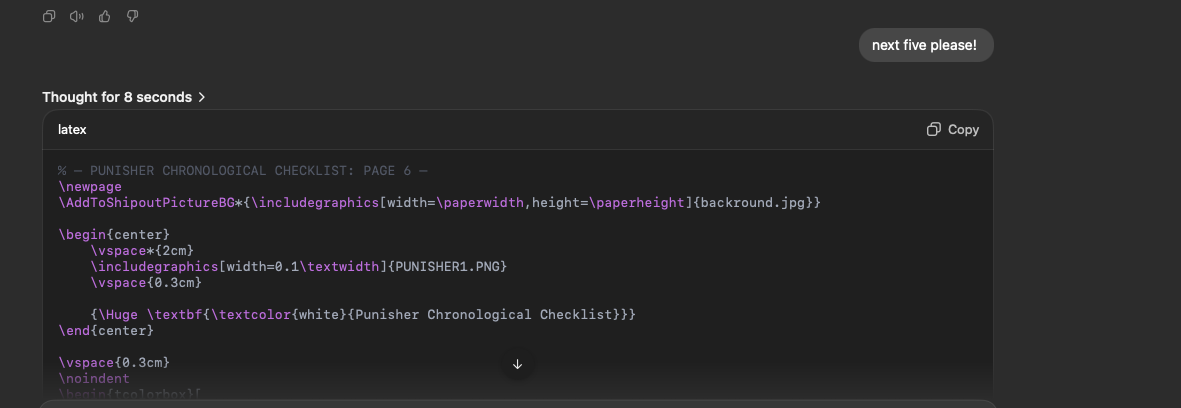 next five please!
Thought for 8 seconds >
latex
Copy
% — PUNISHER CHRONOLOGICAL CHECKLIST: PAGE 6 —
\newpage
\AddToShipoutPictureBG*{\includegraphics[width=\paperwidth,height=\paperheight]{backround.jpg}}
\begin{center}
\vspace*{2cm}
\includegraphics[width=0.1\textwidth]{PUNISHER1.PNG}
\vspace{0.3cm}
{\Huge \textbf{\textcolor{white}{Punisher Chronological Checklist}}}
\end{center}
\vspace{0.3cm}
\noindent
\begin{tcolorbox}[